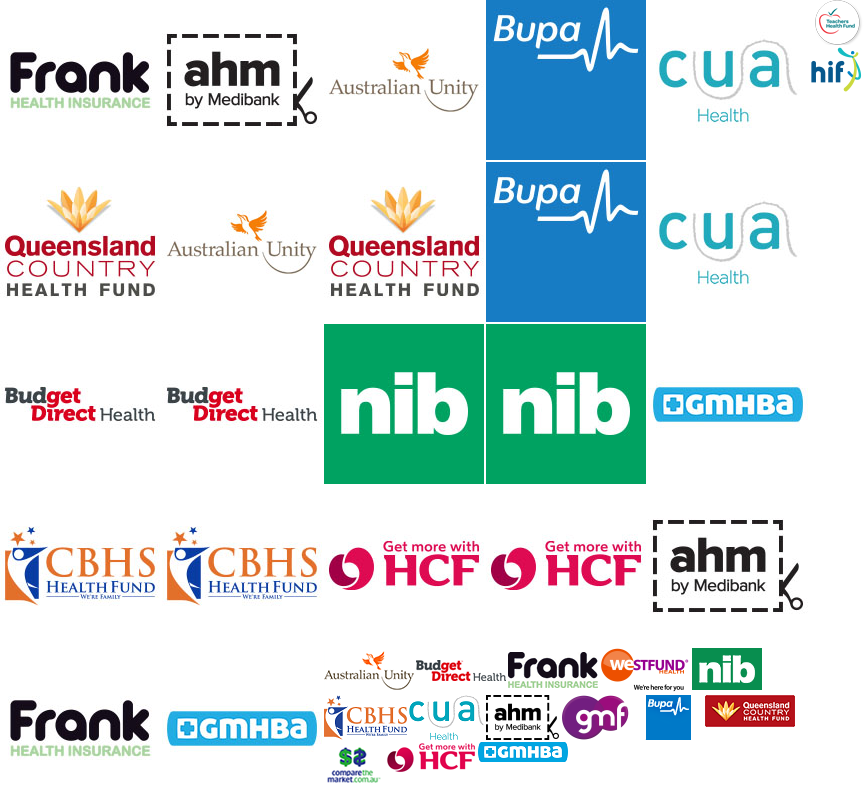 Frank
HEALTH INSURANCE
ahm
by Medibank
Australian Unity
Bupa
cua
Health
Teachers
Health Fund
hif
Queensland
COUNTRY
HEALTH FUND
Australian Unity
Queensland
COUNTRY
HEALTH FUND
Bupa
cua
Health
Budget
Direct Health
Budget
Direct Health
nib
nib
GMHBa
CBHS
HEALTH FUND
WE'RE FAMILY
CBHS
HEALTH FUND
WE'RE FAMILY
Get more with
HCF
Get more with
HCF
ahm
by Medibank
Frank
HEALTH INSURANCE
GMHBa
Australian Unity
Budget
Direct Health
Frank
HEALTH INSURANCE
weSTFUND
HEALTH
We're here for you
nib
CBHS
HEALTH FUND
WE'RE FAMILY
cua
Health
ahm
by Medibank
gmf
Bupa
Queensland
COUNTRY
HEALTH FUND
comparethe
market.com.au
Get more with
HCF
GMHBa